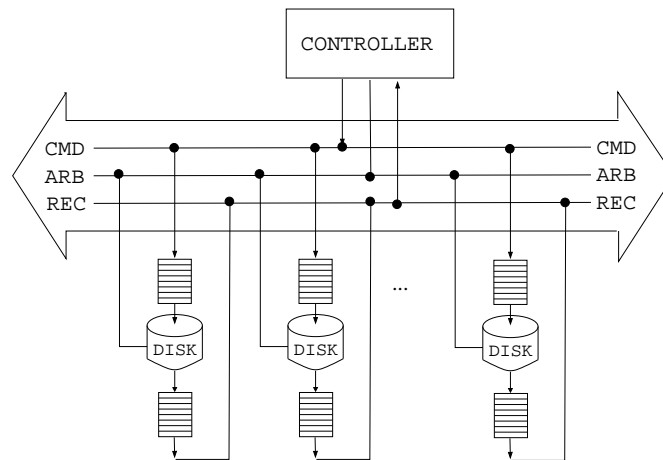 CONTROLLER
CMD CMD
ARB ARB
REC REC
...
DISK DISK DISK